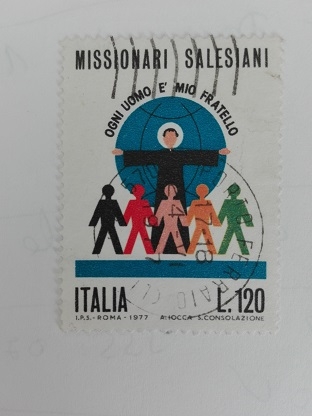 MISSIONARI SALESIANI
OGNI UOMO E' MIO FRATELLO
ITALIA L.120
I.P.S.-ROMA-1977 A.IOCCA S.CONSOLAZIONE